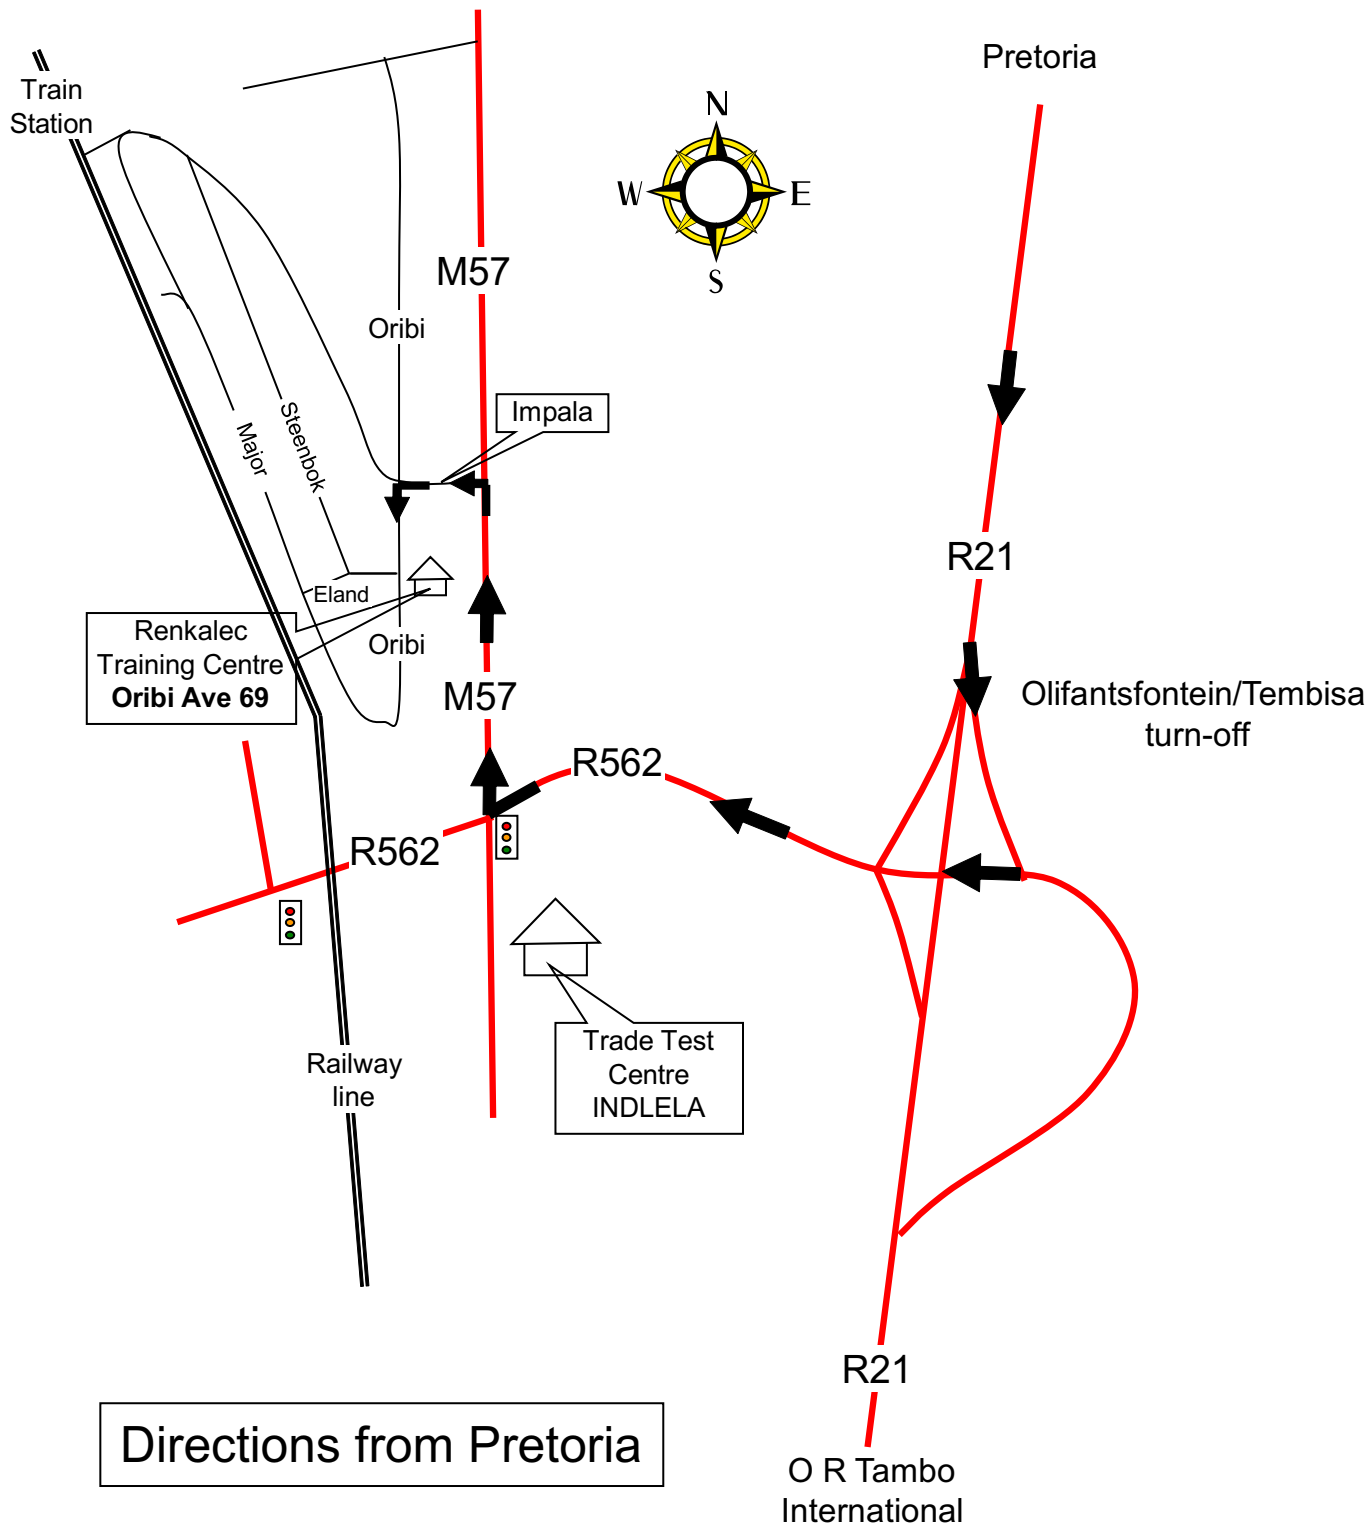 Pretoria
Train
Station
N
W
E
S
M57
Oribi
Impala
Steenbok
Major
R21
Eland
Renkalec
Training Centre
Oribi Ave 69
Oribi
M57
Olifantsfontein/Tembisa
turn-off
R562
R562
Trade Test
Centre
INDLELA
Railway
line
R21
Directions from Pretoria
O R Tambo
International